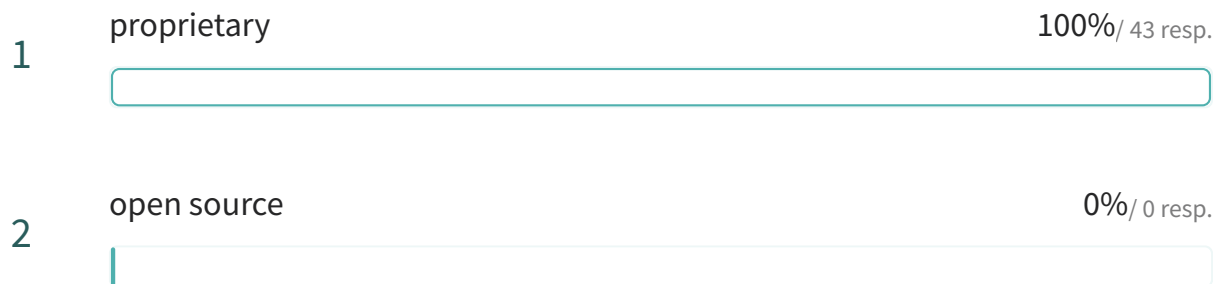 1 proprietary 100% / 43 resp.
2 open source 0% / 0 resp.